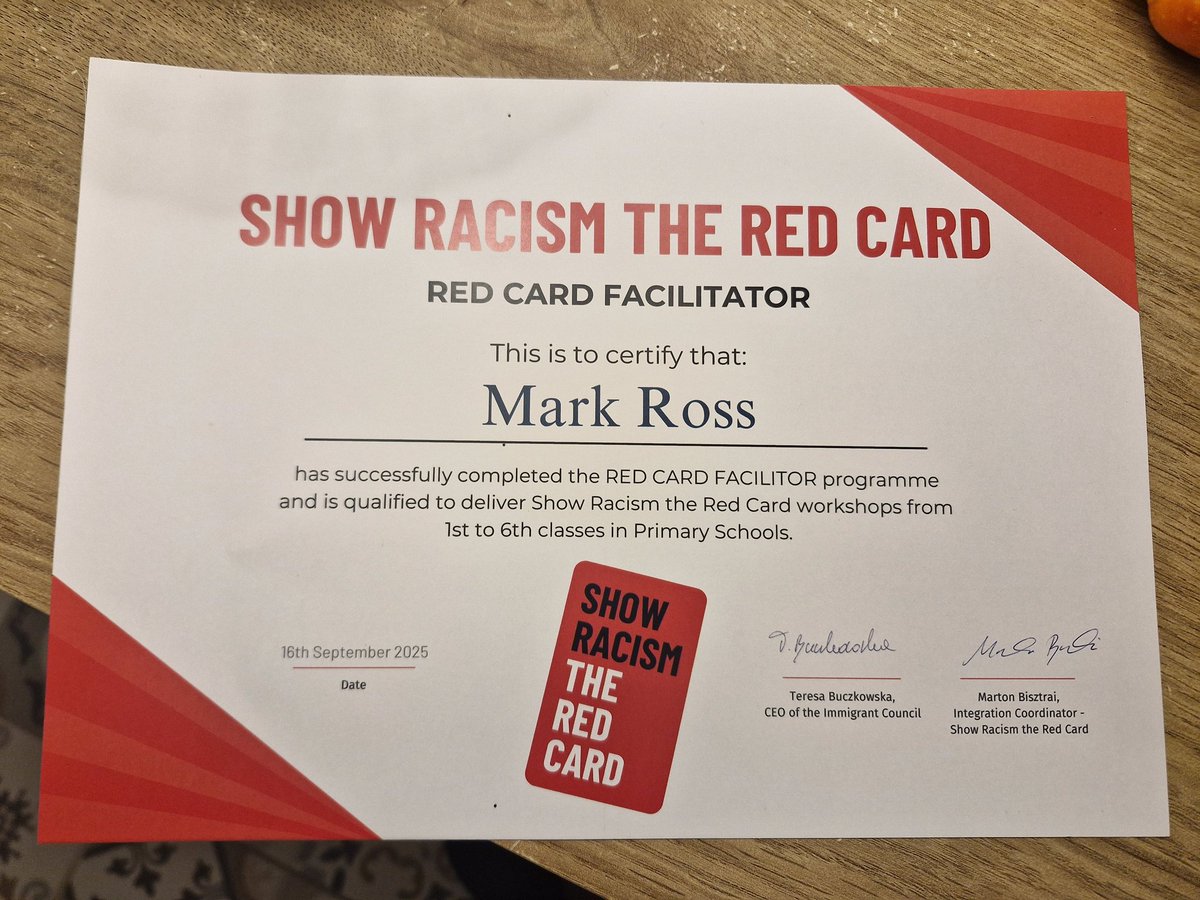 SHOW RACISM THE RED CARD
RED CARD FACILITATOR
This is to certify that:
Mark Ross
has successfully completed the RED CARD FACILITOR programme
and is qualified to deliver Show Racism the Red Card workshops from
1st to 6th classes in Primary Schools.
SHOW
RACISM
THE
RED
CARD
16th September 2025
Date
Teresa Buczkowska,
CEO of the Immigrant Council
Marton Bisztrai,
Integration Coordinator -
Show Racism the Red Card